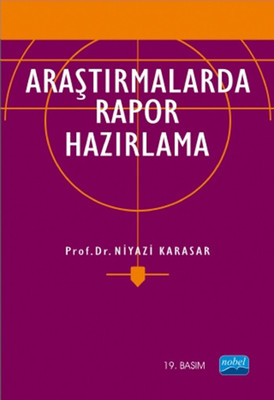 ARAŞTIRMALARDA
RAPOR
HAZIRLAMA
Prof.Dr. NİYAZİ KARASAR
19. BASIM
nobel